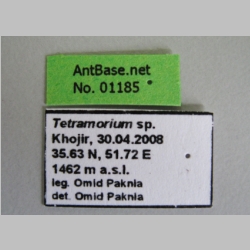 AntBase.net
No. 01185
Tetramorium sp.
Khojir, 30.04.2008
35.63 N, 51.72 E
1462 m a.s.l.
leg. Omid Paknia
det. Omid Paknia